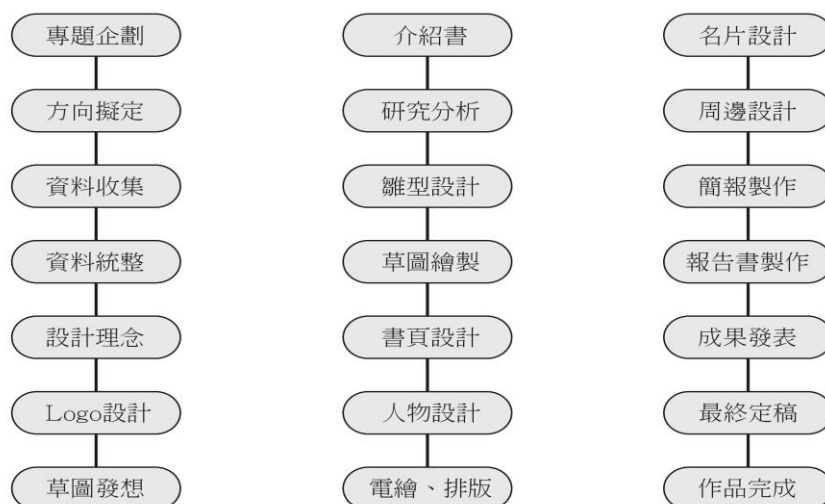 專題企劃
方向擬定
資料收集
資料統整
設計理念
Logo設計
草圖發想
介紹書
研究分析
雛型設計
草圖繪製
書頁設計
人物設計
電繪、排版
名片設計
周邊設計
簡報製作
報告書製作
成果發表
最終定稿
作品完成